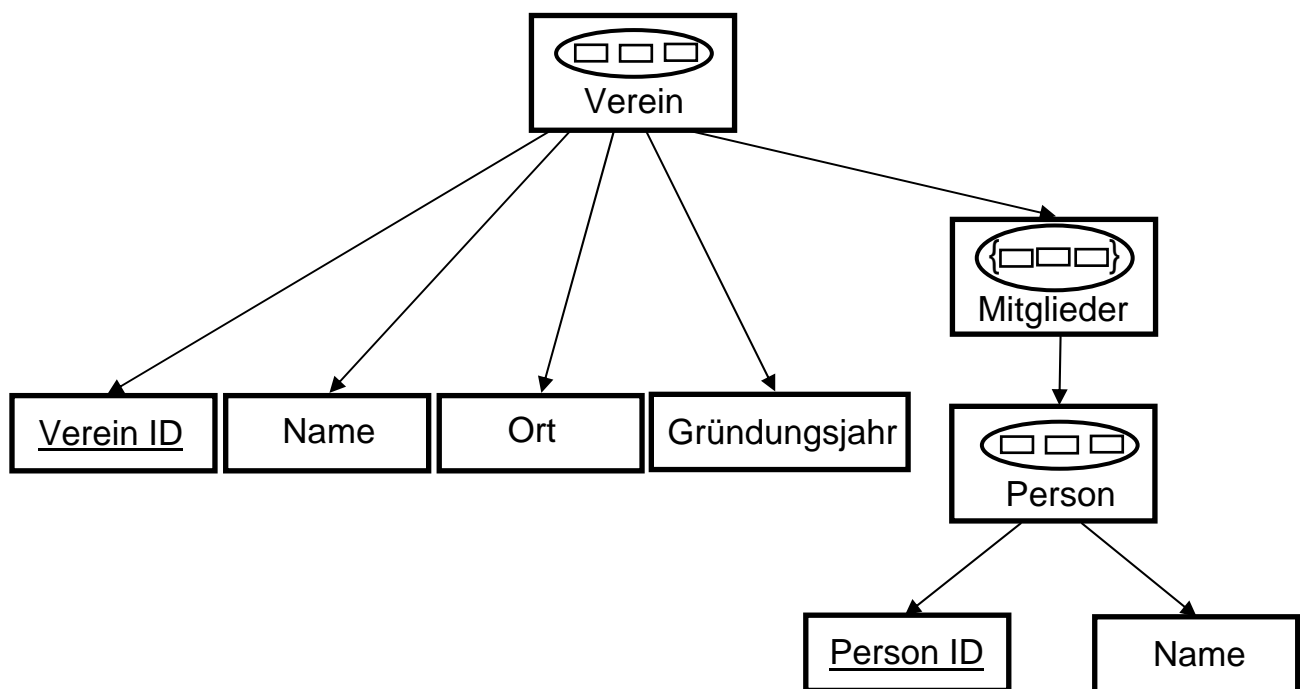 Verein
{ }
Mitglieder
Verein ID
Name
Ort
Gründungsjahr
Person
Person ID
Name